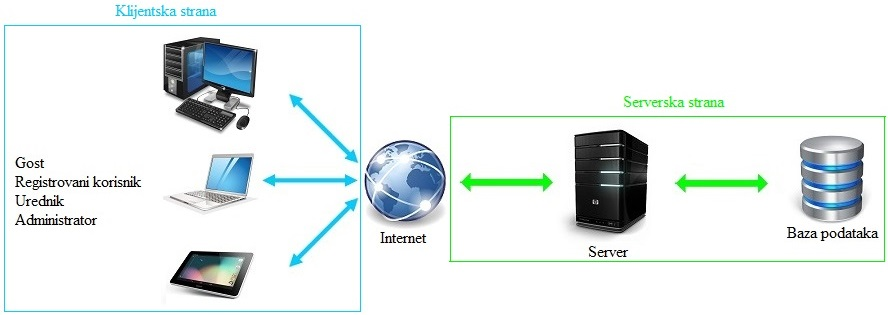 Klijentska strana
Gost
Registrovani korisnik
Urednik
Administrator
Internet
Serverska strana
Server
Baza podataka